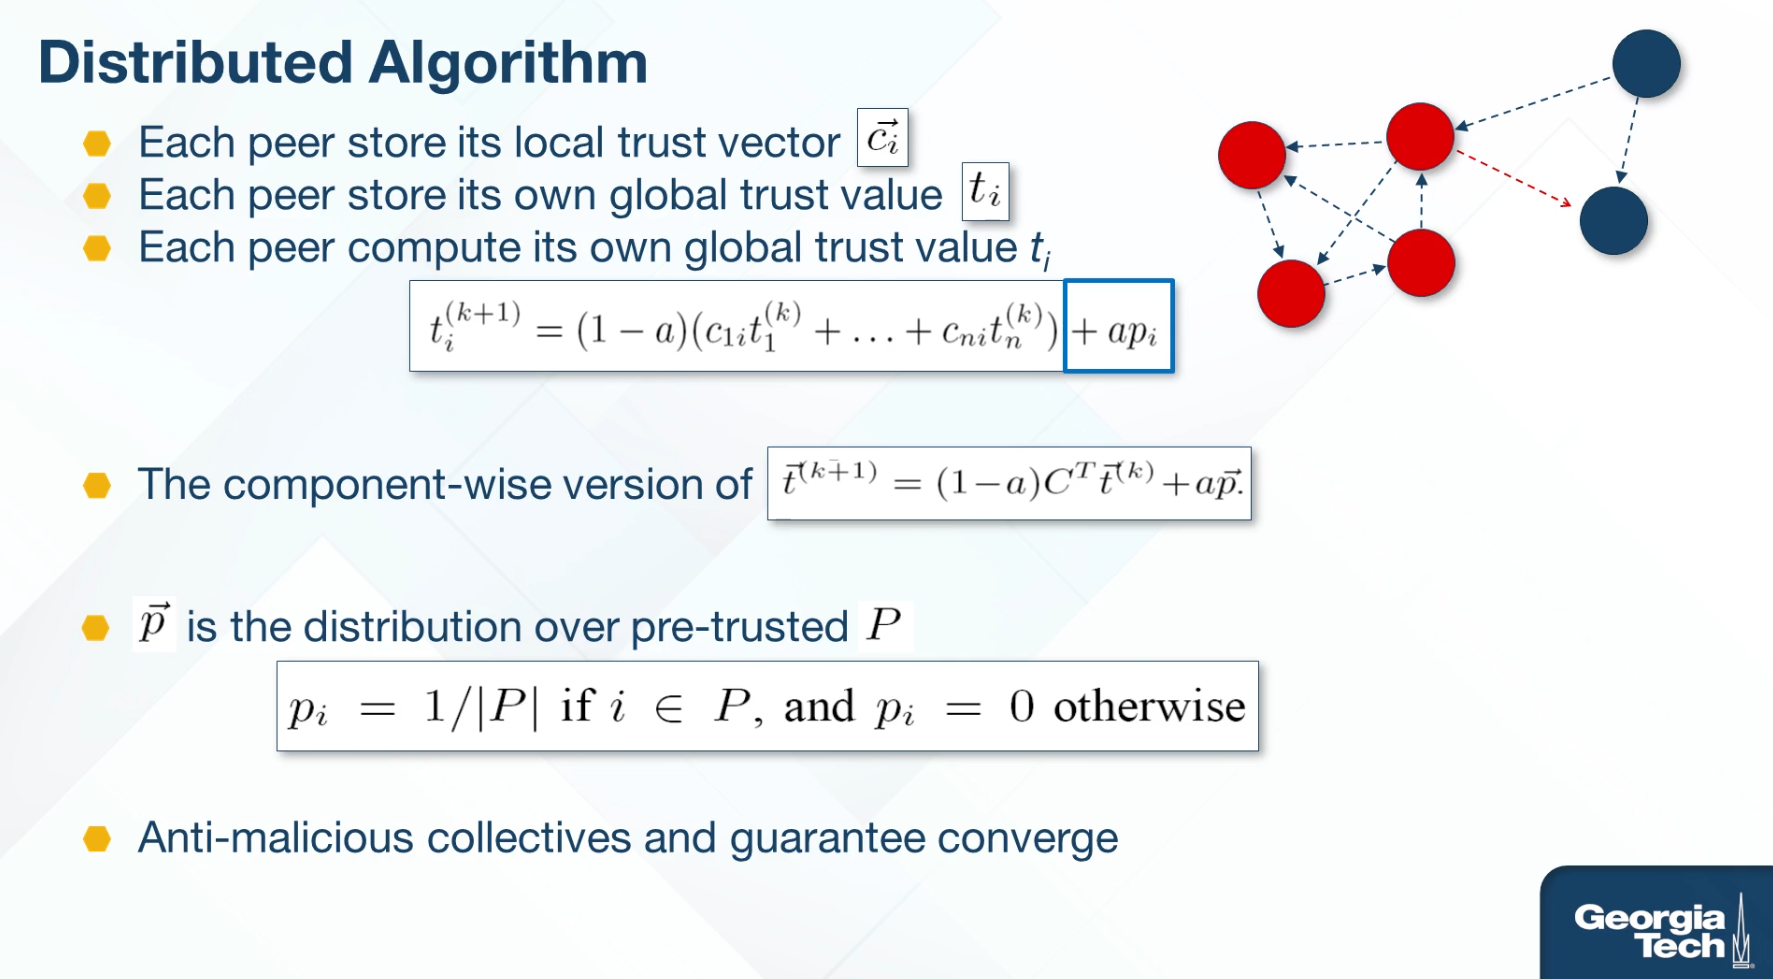 Distributed Algorithm
Each peer store its local trust vector $\vec{c_i}$
Each peer store its own global trust value $t_i$
Each peer compute its own global trust value $t_i$
$t_i^{(k+1)} = (1-a)(c_{1i}t_1^{(k)} + \ldots + c_{ni}t_n^{(k)}) + ap_i$
The component-wise version of $\vec{t}^{(k+1)} = (1-a)C^T\vec{t}^{(k)} + a\vec{p}.$
$\vec{p}$ is the distribution over pre-trusted $P$
$p_i = 1/|P|$ if $i \in P$, and $p_i = 0$ otherwise
Anti-malicious collectives and guarantee converge
Georgia
Tech